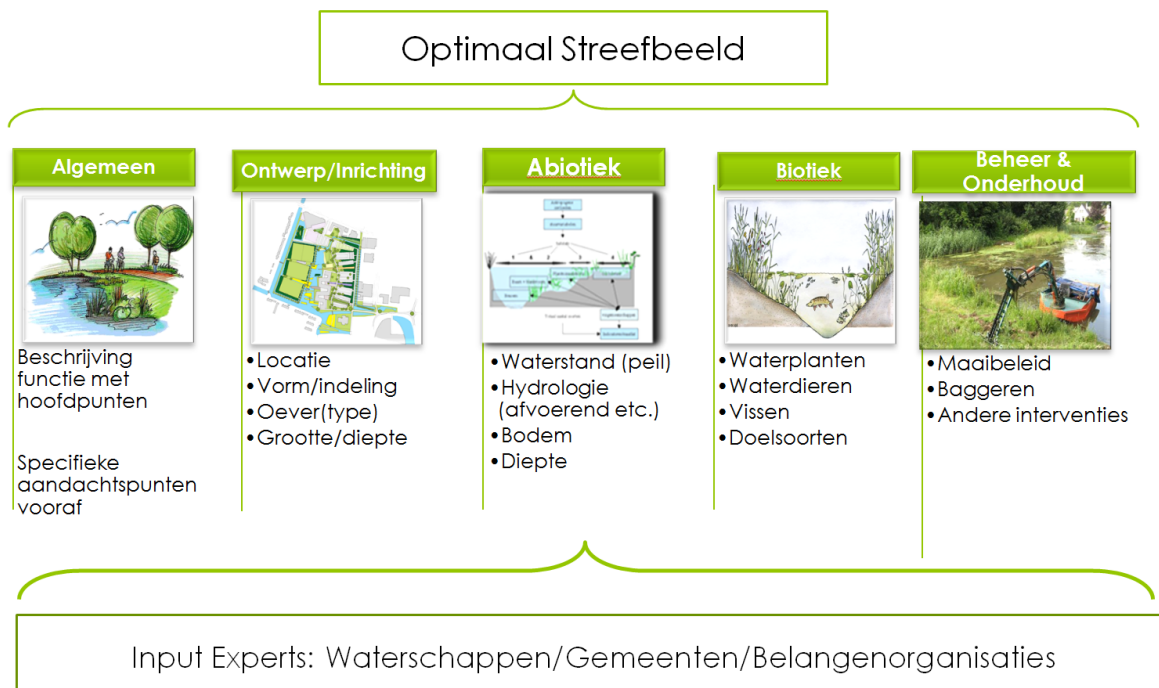 Optimaal Streefbeeld
Algemeen
Beschrijving
functie met
hoofdpunten
Specifieke
aandachtspunten
vooraf
Ontwerp/Inrichting
•Locatie
•Vorm/indeling
•Oever(type)
•Grootte/diepte
Abiotiek
•Waterstand (peil)
•Hydrologie
(afvoerend etc.)
•Bodem
•Diepte
Biotiek
•Waterplanten
•Waterdieren
•Vissen
•Doelsoorten
Beheer &
Onderhoud
•Maaibeleid
•Baggeren
•Andere interventies
Input Experts: Waterschappen/Gemeenten/Belangenorganisaties